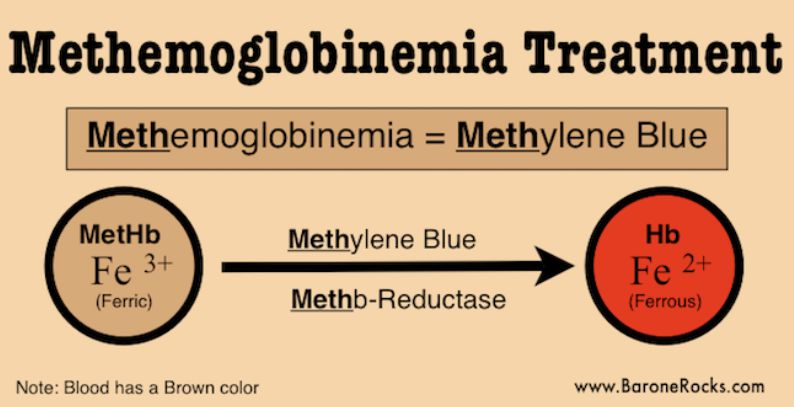 Methemoglobinemia Treatment
Methemoglobinemia = Methylene Blue
MetHb
Fe 3+
(Ferric)
Methylene Blue
Methb-Reductase
Hb
Fe 2+
(Ferrous)
Note: Blood has a Brown color
www.BaroneRocks.com